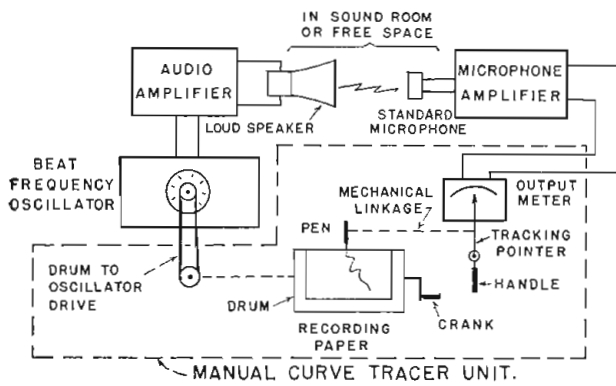 IN SOUND ROOM
OR FREE SPACE
AUDIO
AMPLIFIER
LOUD SPEAKER
STANDARD
MICROPHONE
MICROPHONE
AMPLIFIER
BEAT
FREQUENCY
OSCILLATOR
MECHANICAL
LINKAGE
OUTPUT
METER
PEN
TRACKING
POINTER
DRUM TO
OSCILLATOR
DRIVE
DRUM
HANDLE
CRANK
RECORDING
PAPER
MANUAL CURVE TRACER UNIT.